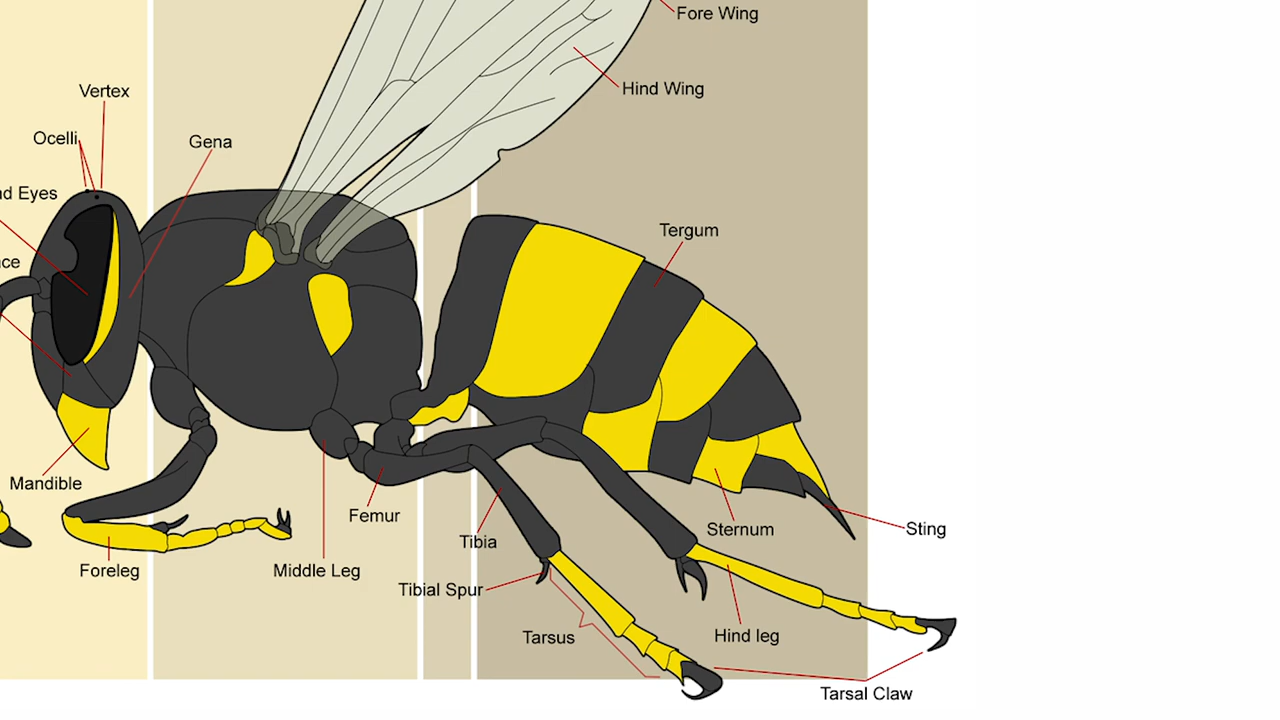 Fore Wing
Hind Wing
Vertex
Ocelli
Gena
Eyes
Tergum
Mandible
Femur
Sternum
Sting
Tibia
Foreleg
Middle Leg
Tibial Spur
Tarsus
Hind leg
Tarsal Claw